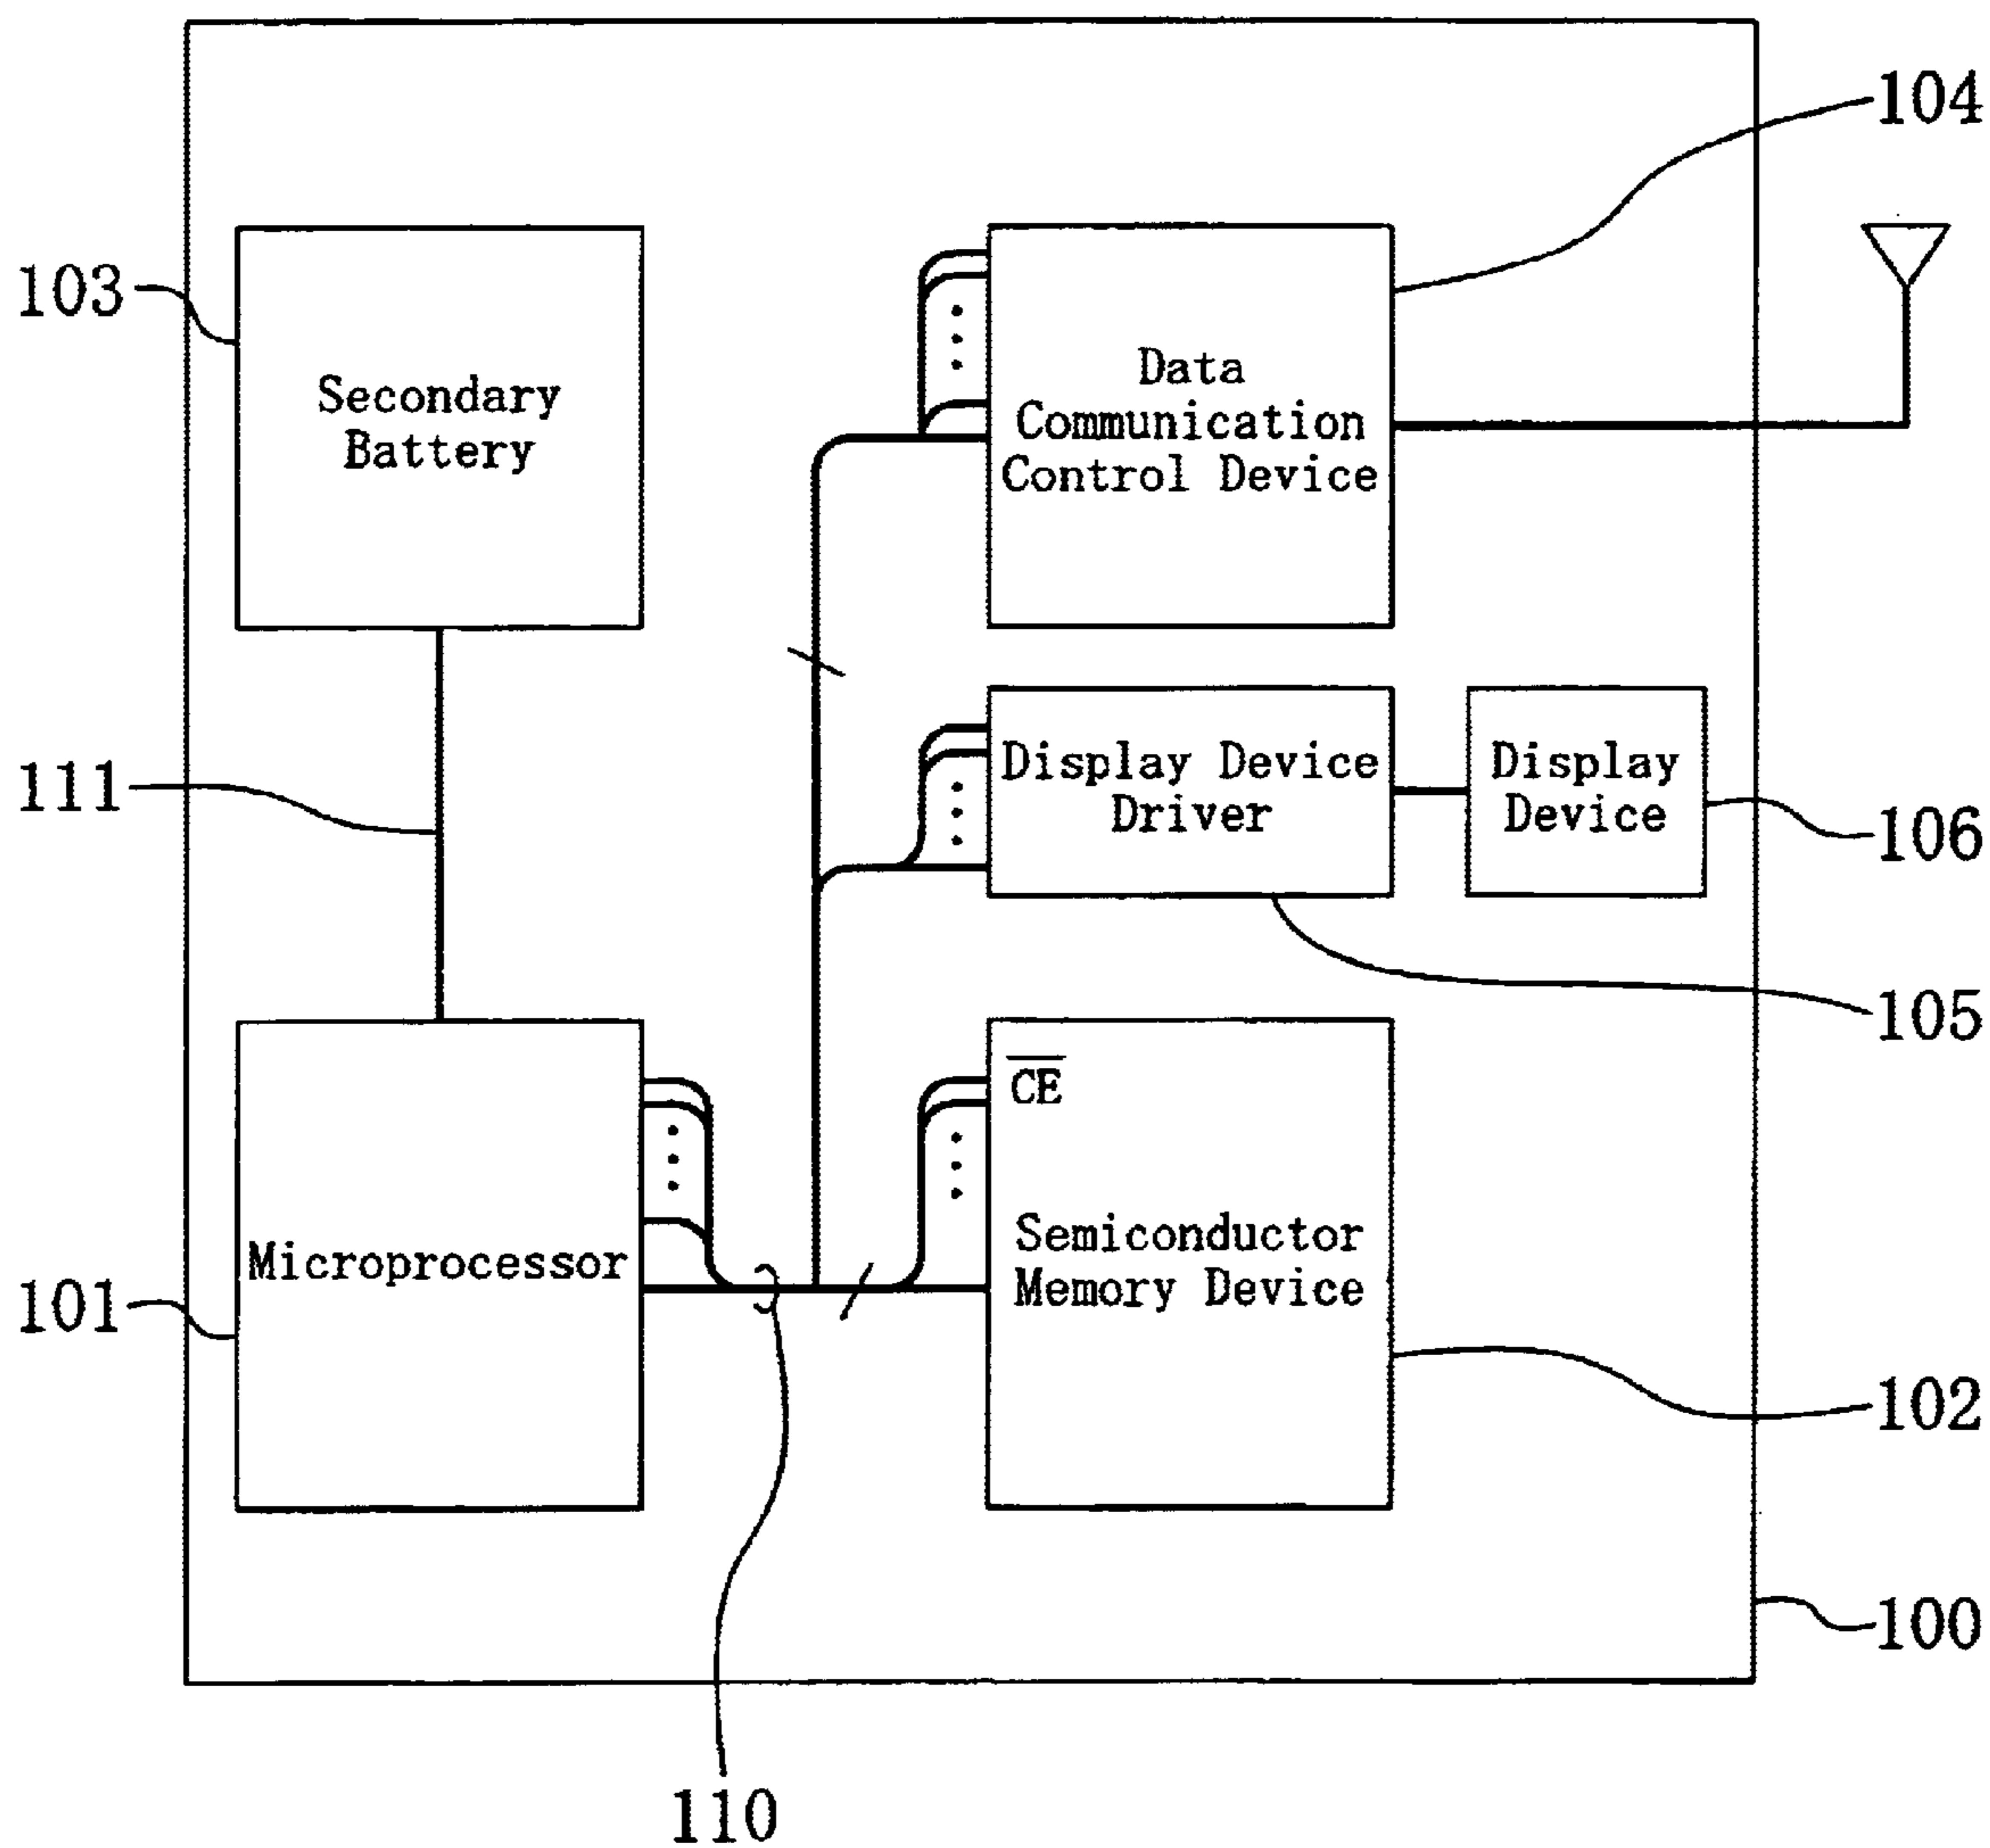 104
103
Secondary
Battery
Data
Communication
Control Device
111
Display Device
Driver
Display
Device
106
105
C̅E̅
Microprocessor
Semiconductor
Memory Device
101
102
100
110